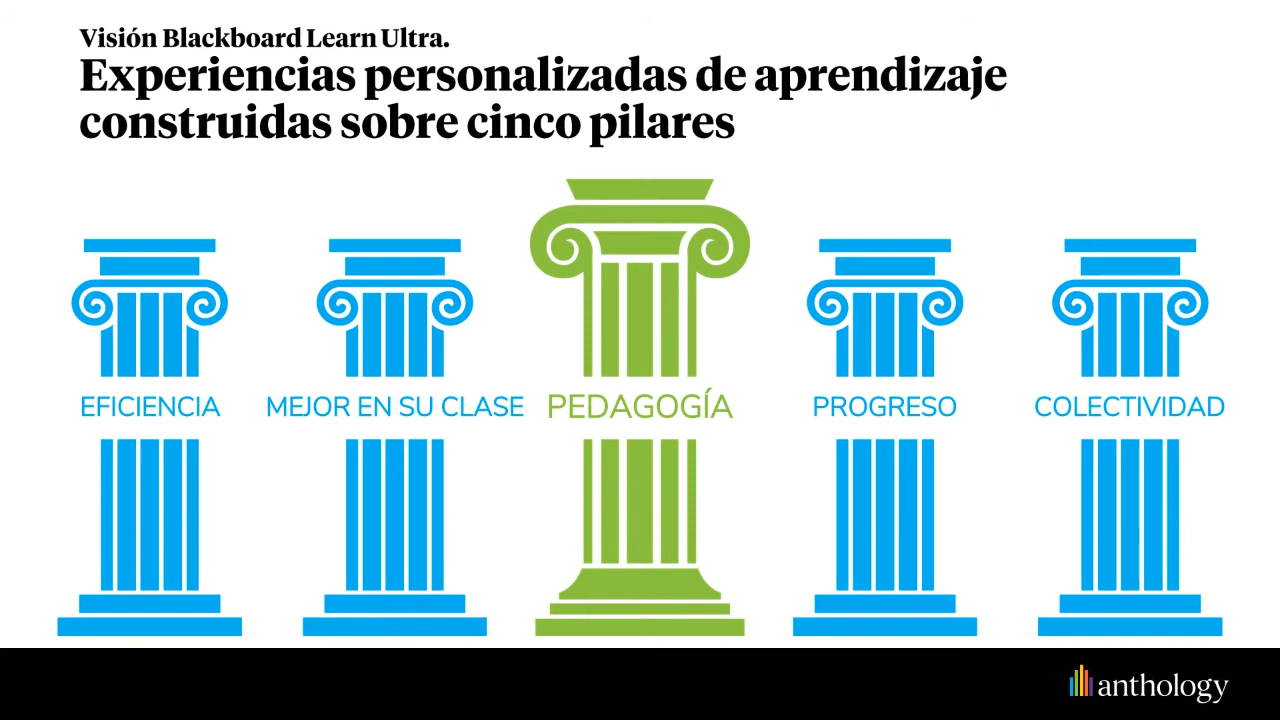 Visión Blackboard Learn Ultra.
Experiencias personalizadas de aprendizaje
construidas sobre cinco pilares
EFICIENCIA
MEJOR EN SU CLASE
PEDAGOGÍA
PROGRESO
COLECTIVIDAD
anthology